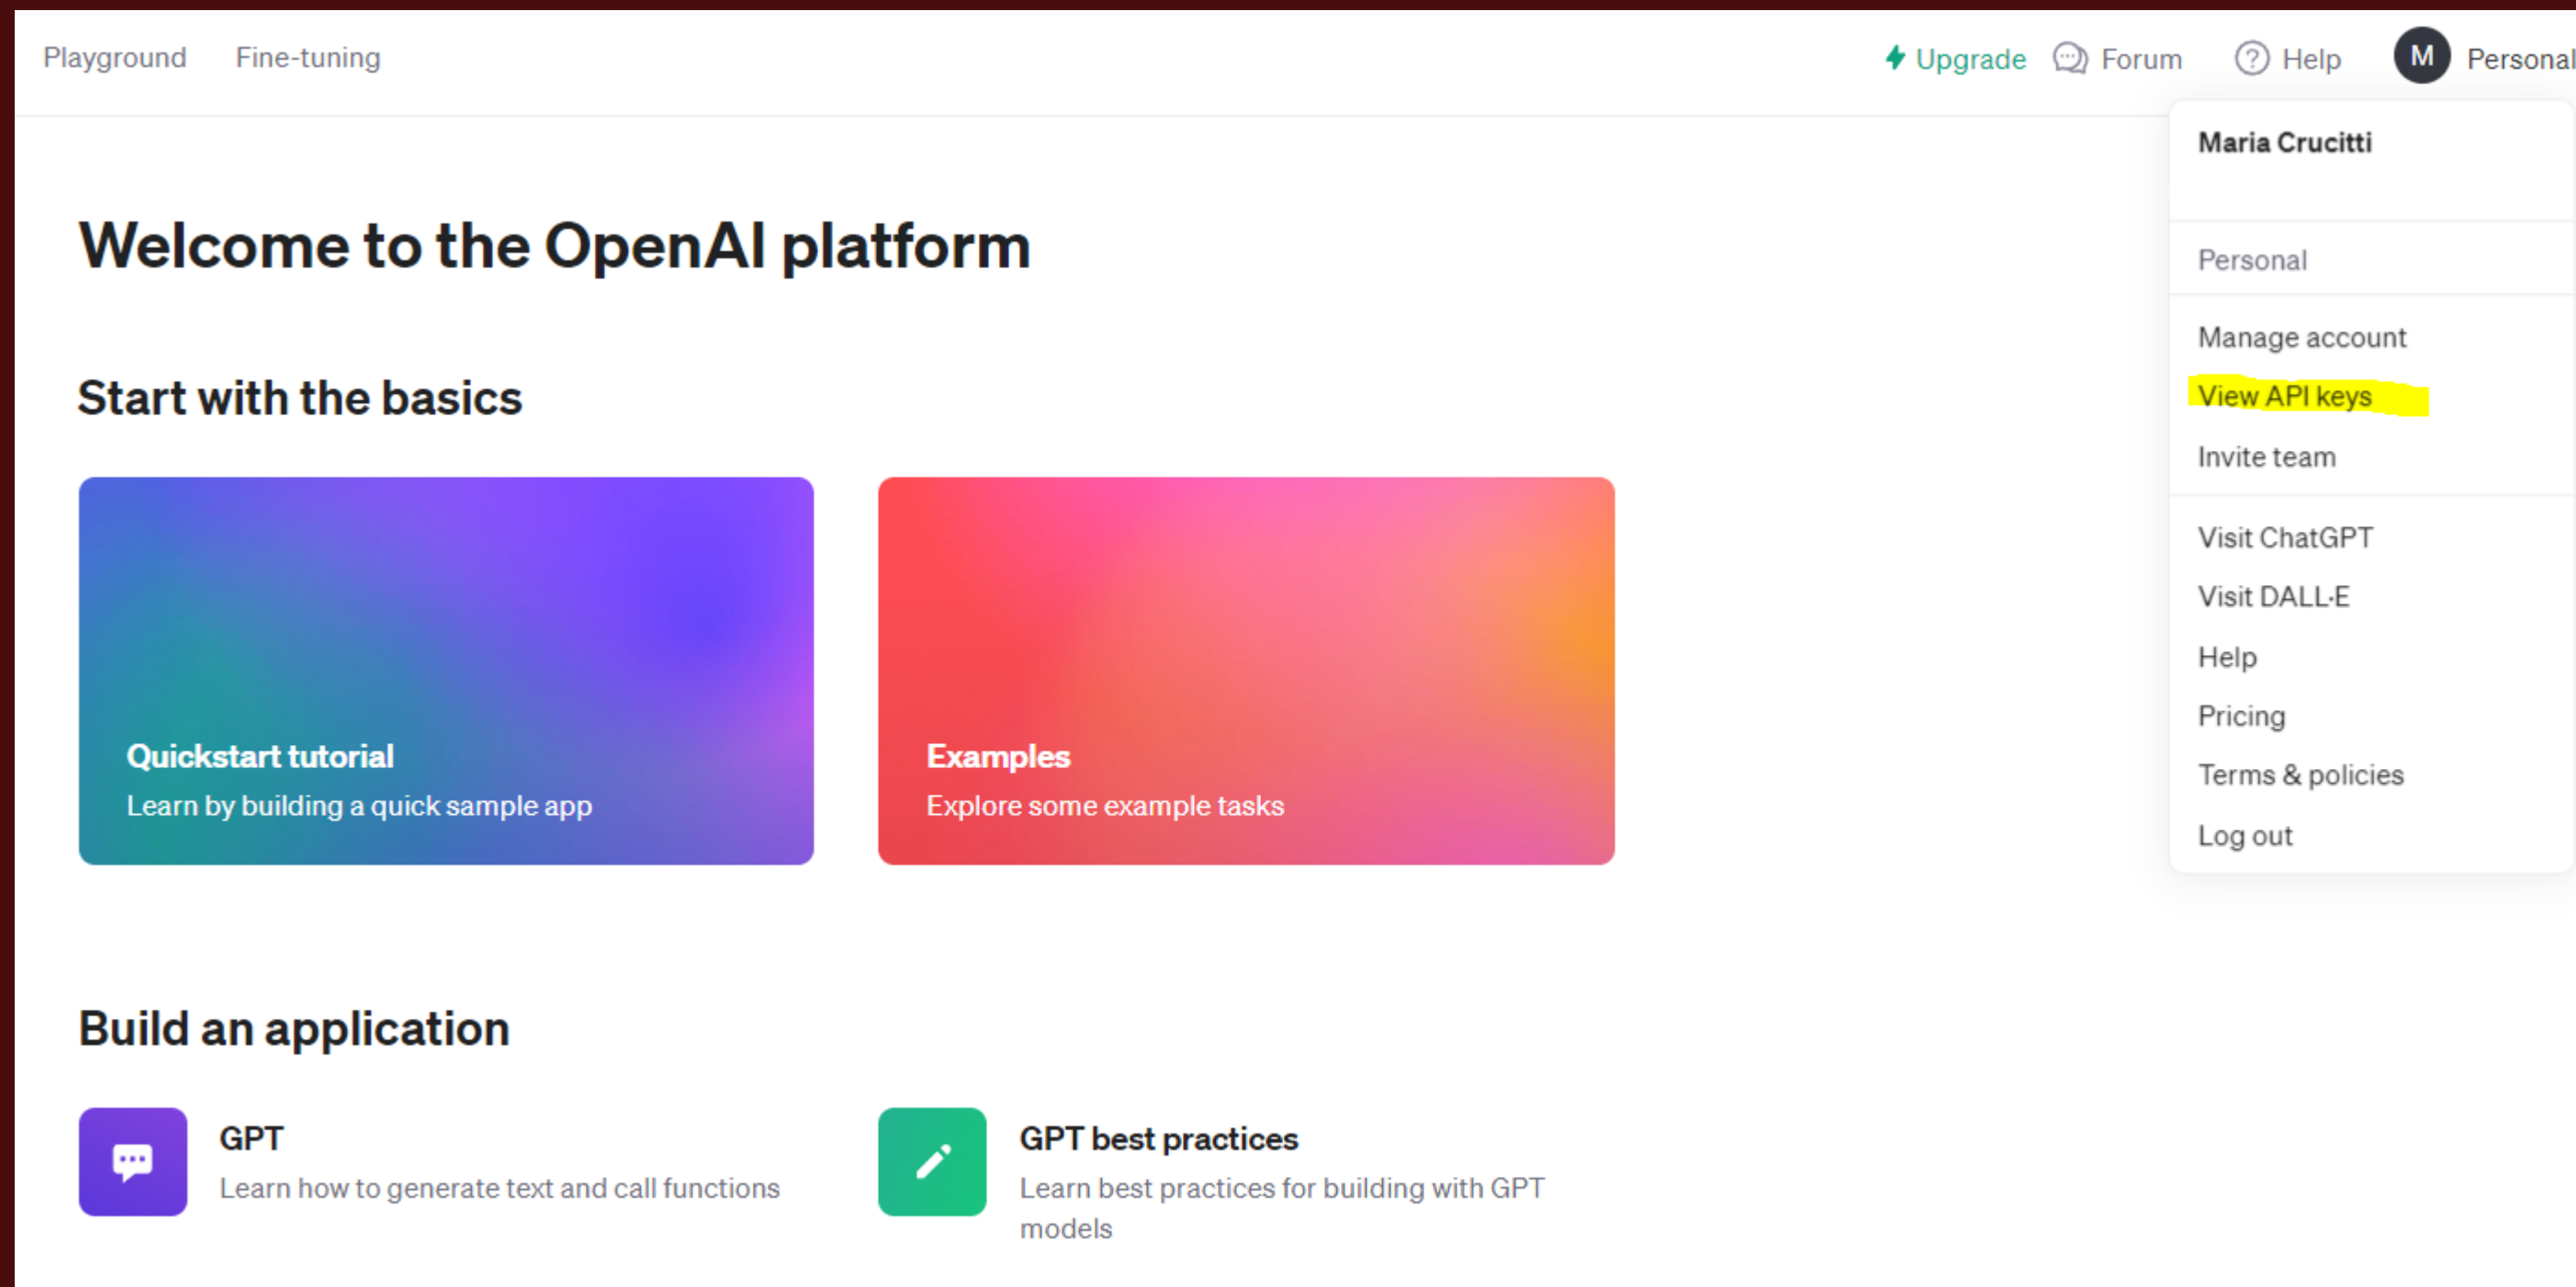 Playground Fine-tuning Upgrade Forum Help M Personal
Maria Crucitti
Personal
Manage account
View API keys
Invite team
Visit ChatGPT
Visit DALL·E
Help
Pricing
Terms & policies
Log out
Welcome to the OpenAI platform
Start with the basics
Quickstart tutorial
Learn by building a quick sample app
Examples
Explore some example tasks
Build an application
GPT
Learn how to generate text and call functions
GPT best practices
Learn best practices for building with GPT
models